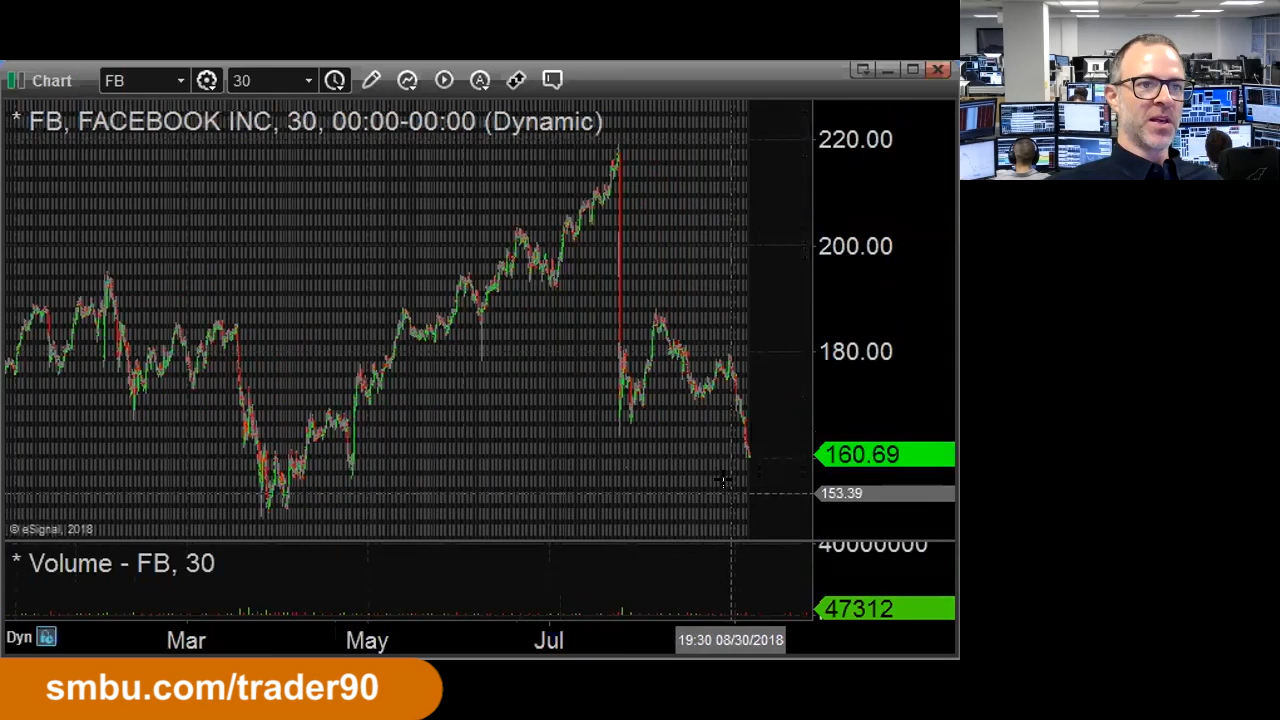 Chart
FB
30
* FB, FACEBOOK INC, 30, 00:00-00:00 (Dynamic)
220.00
200.00
180.00
160.69
153.39
© eSignal, 2018
* Volume - FB, 30
40000000
47312
Dyn
Mar May Jul 19:30 08/30/2018
smbu.com/trader90